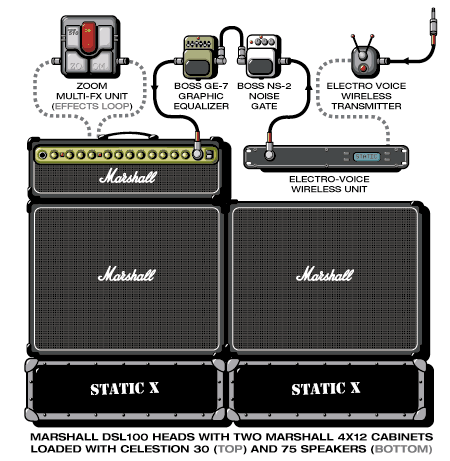 ZOOM
ZOOM
MULTI-FX UNIT
(EFFECTS LOOP)
BOSS GE-7
GRAPHIC
EQUALIZER
BOSS NS-2
NOISE
GATE
ELECTRO VOICE
WIRELESS
TRANSMITTER
STATIC
ELECTRO-VOICE
WIRELESS UNIT
Marshall
Marshall
Marshall
STATIC X
STATIC X
MARSHALL DSL100 HEADS WITH TWO MARSHALL 4X12 CABINETS
LOADED WITH CELESTION 30 (TOP) AND 75 SPEAKERS (BOTTOM)